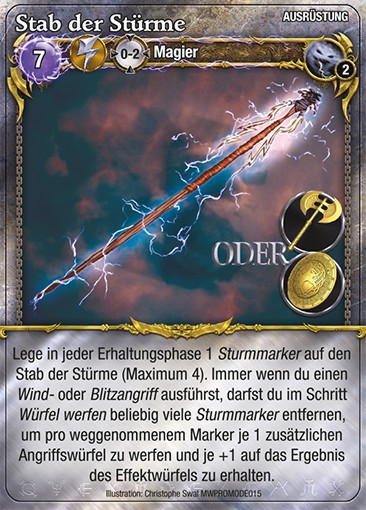 Stab der Stürme
AUSRÜSTUNG
7
0-2
Magier
2
ODER
Lege in jeder Erhaltungsphase 1 Sturmmarker auf den
Stab der Stürme (Maximum 4). Immer wenn du einen
Wind- oder Blitzangriff ausführst, darfst du im Schritt
Würfel werfen beliebig viele Sturmmarker entfernen,
um pro weggenommenem Marker je 1 zusätzlichen
Angriffswürfel zu werfen und je +1 auf das Ergebnis
des Effektwürfels zu erhalten.
Illustration: Christophe Swal MWPROMODE015